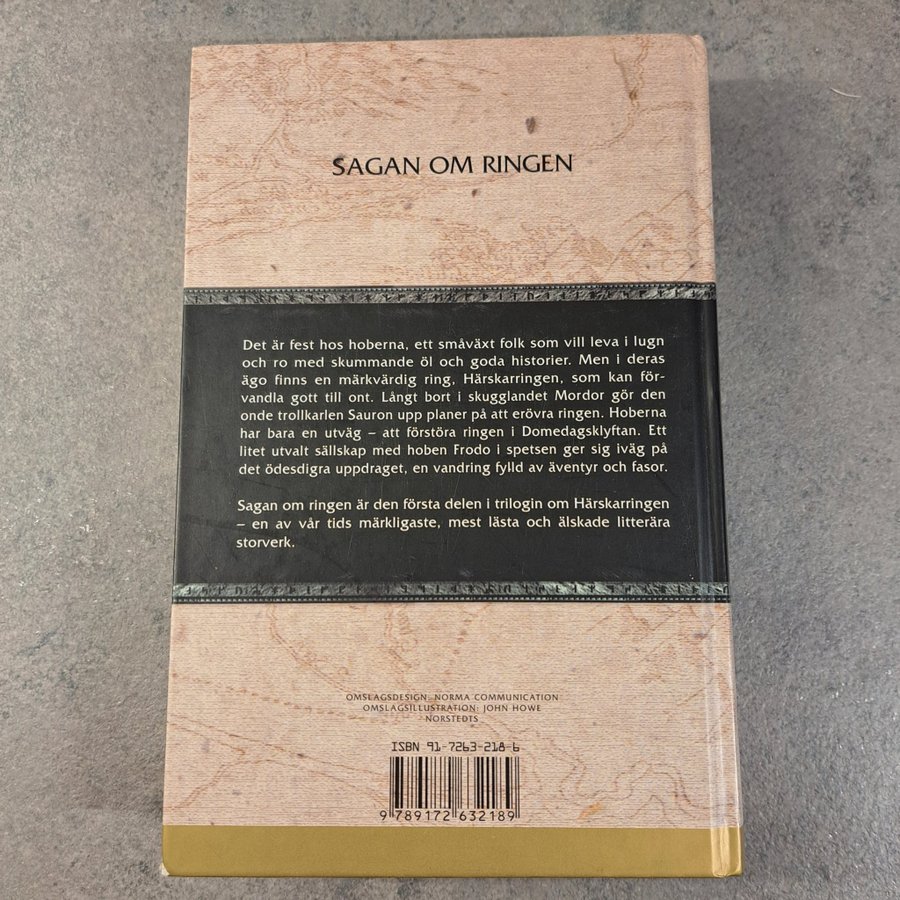 SAGAN OM RINGEN
Det är fest hos hoberna, ett småväxt folk som vill leva i lugn
och ro med skummande öl och goda historier. Men i deras
ägo finns en märkvärdig ring, Härskarringen, som kan för-
vandla gott till ont. Långt bort i skugglandet Mordor gör den
onde trollkarlen Sauron upp planer på att erövra ringen. Hoberna
har bara en utväg – att förstöra ringen i Domedagsklyftan. Ett
litet utvalt sällskap med hoben Frodo i spetsen ger sig iväg på
det ödesdigra uppdraget, en vandring fylld av äventyr och fasor.
Sagan om ringen är den första delen i trilogin om Härskarringen
– en av vår tids märkligaste, mest lästa och älskade litterära
storverk.
OMSLAGSDESIGN: NORMA COMMUNICATION
OMSLAGSILLUSTRATION: JOHN HOWE
NORSTEDTS
ISBN 91-7263-218-6
9 789172 632189